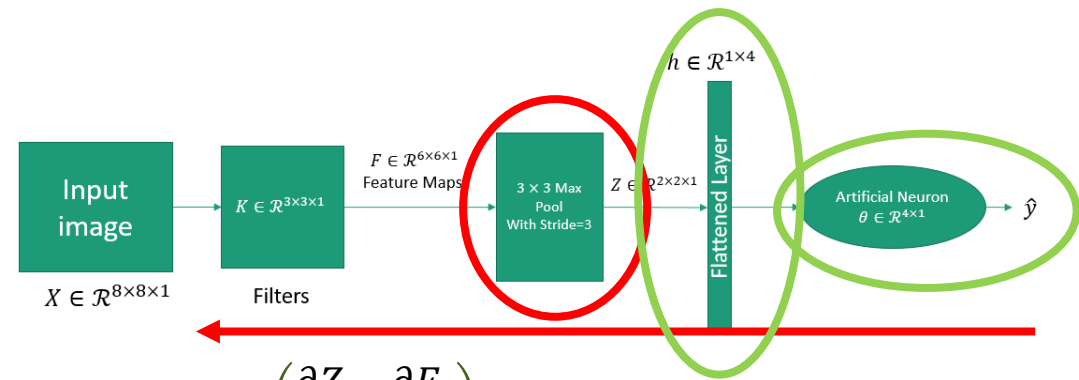 Input
image
X ∈ ℛ^{8×8×1}
K ∈ ℛ^{3×3×1}
Filters
F ∈ ℛ^{6×6×1}
Feature Maps
3 × 3 Max
Pool
With Stride=3
Z ∈ ℛ^{2×2×1}
h ∈ ℛ^{1×4}
Flattened Layer
Artificial Neuron
θ ∈ ℛ^{4×1}
ŷ
(∂Z ∂F)